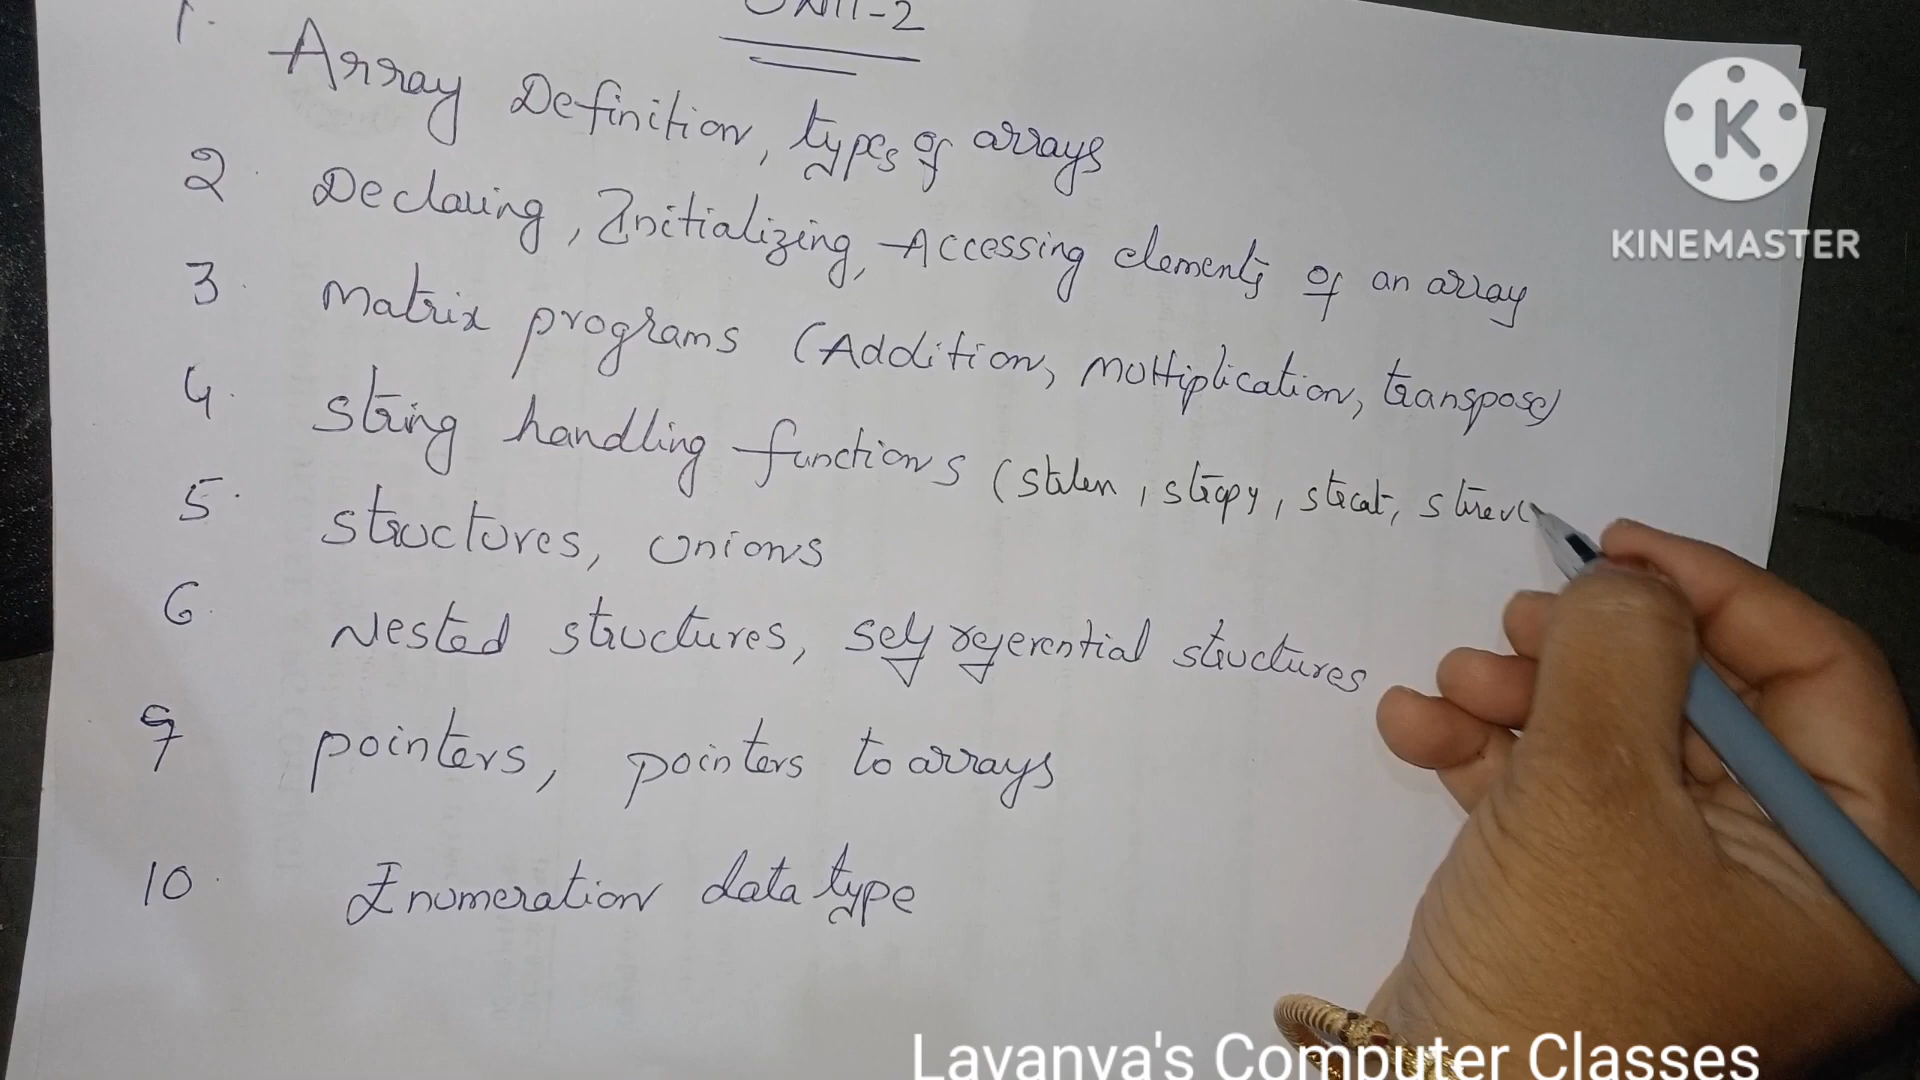 UNIT-2
1. Array Definition, types of arrays
2. Declaring, Initializing, Accessing elements of an array
3. Matrix programs (Addition, Multiplication, transpose)
4. String handling functions (strlen, strcpy, strcat, strrev(
5. Structures, Unions
6. Nested structures, self referential structures
9 pointers, pointers to arrays
10. Enumeration data type
KINEMASTER
Lavanya's Computer Classes